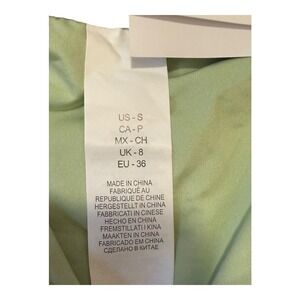 US - S
CA - P
MX - CH
UK - 8
EU - 36
MADE IN CHINA
FABRIQUÉ AU
REPUBLIQUE DE CHINE
HERGESTELLT IN CHINA
FABBRICATI IN CINESE
HECHO EN CHINA
FREMSTILLATI I KINA
MAAKTEN IN CHINA
FABRICADO EM CHINA
СДЕЛАНО В КИТАЕ